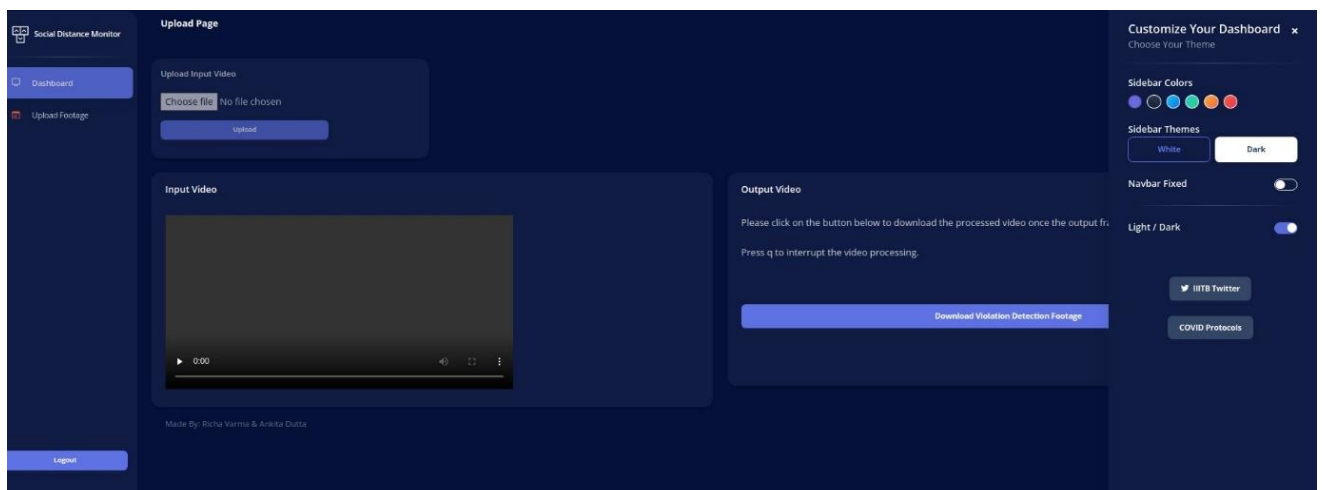 Social Distance Monitor
Dashboard
Upload Footage
Logout
Upload Page
Upload Input Video
Choose file No file chosen
Upload
Input Video
0:00
Output Video
Please click on the button below to download the processed video once the output fra
Press q to interrupt the video processing.
Download Violation Detection Footage
Made By: Richa Varma & Ankita Dutta
Customize Your Dashboard ×
Choose Your Theme
Sidebar Colors
Sidebar Themes
White Dark
Navbar Fixed
Light / Dark
IIITB Twitter
COVID Protocols